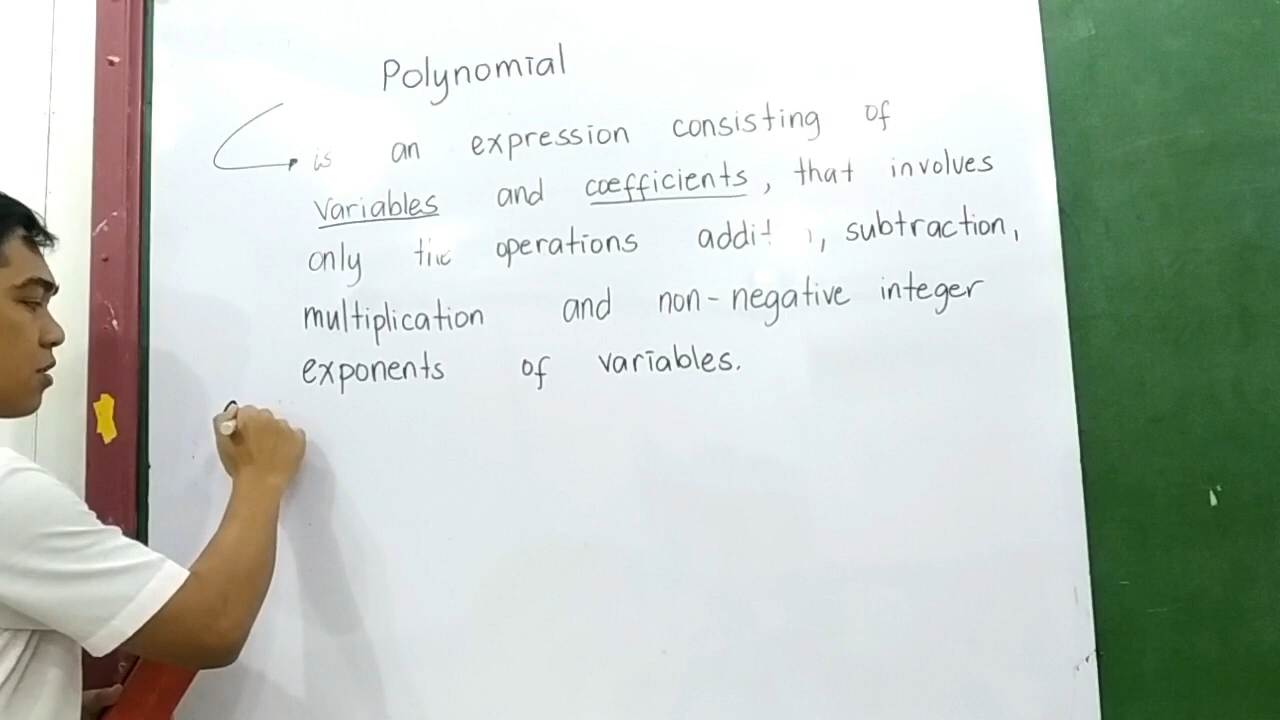 Polynomial
is an expression consisting of
variables and coefficients, that involves
only the operations addit , subtraction,
multiplication and non-negative integer
exponents of variables.